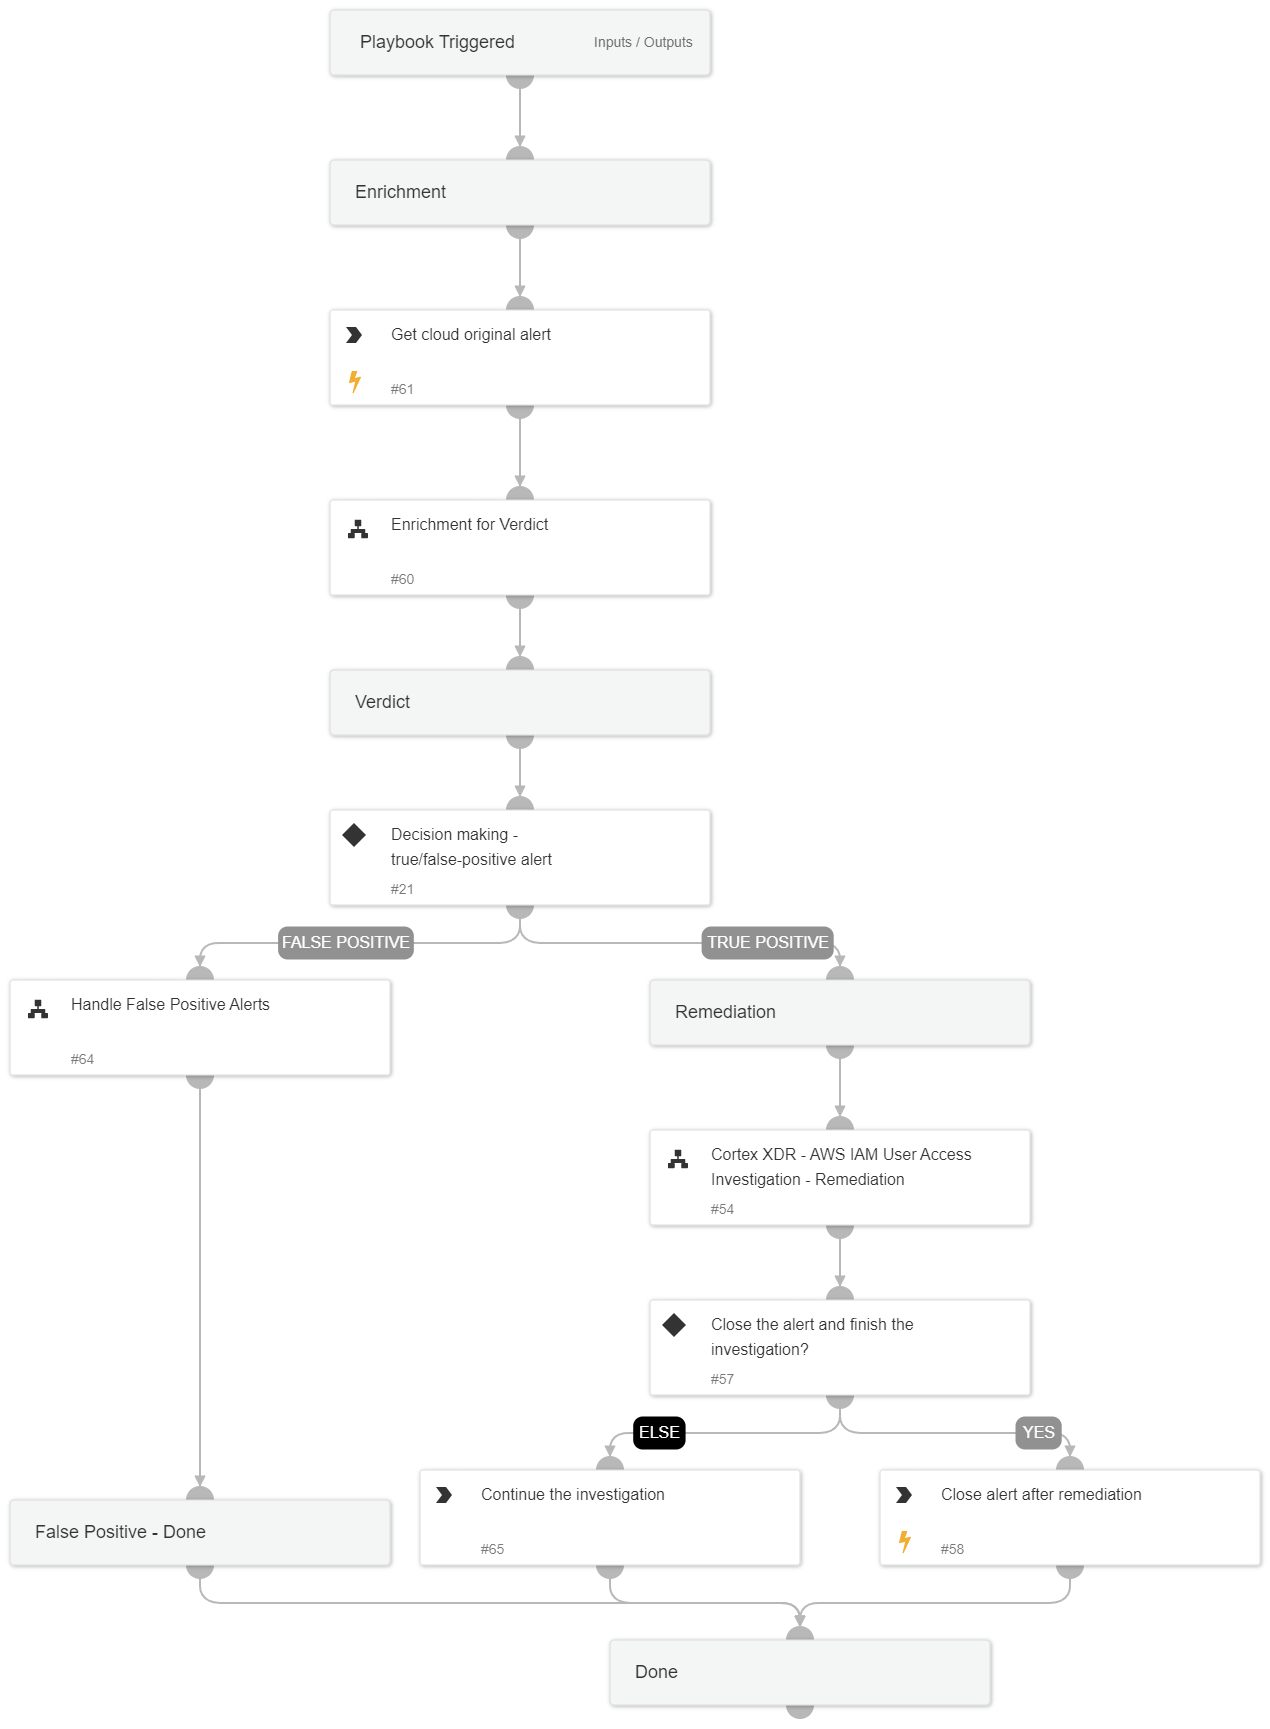 Playbook Triggered
Inputs / Outputs
Enrichment
Get cloud original alert
#61
Enrichment for Verdict
#60
Verdict
Decision making -
true/false-positive alert
#21
FALSE POSITIVE
TRUE POSITIVE
Handle False Positive Alerts
#64
Remediation
Cortex XDR - AWS IAM User Access
Investigation - Remediation
#54
Close the alert and finish the
investigation?
#57
ELSE
YES
Continue the investigation
#65
Close alert after remediation
#58
False Positive - Done
Done